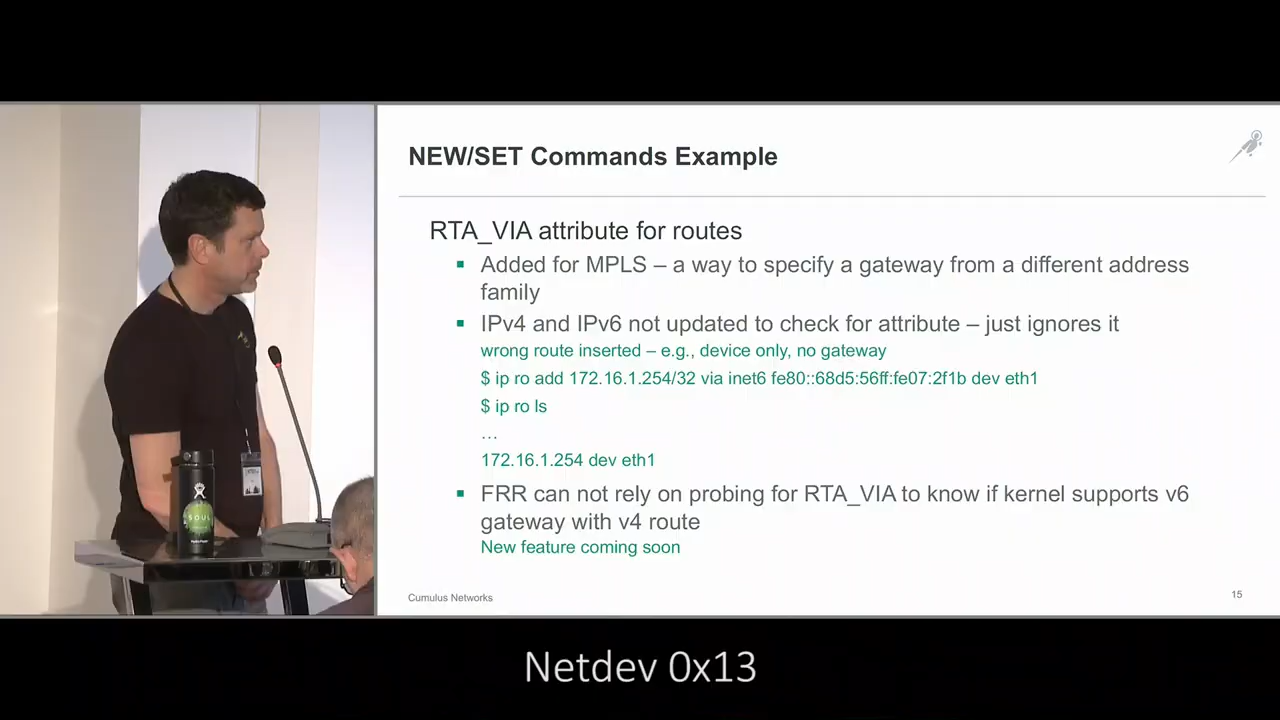 NEW/SET Commands Example
RTA_VIA attribute for routes
▪ Added for MPLS – a way to specify a gateway from a different address
family
▪ IPv4 and IPv6 not updated to check for attribute – just ignores it
wrong route inserted – e.g., device only, no gateway
$ ip ro add 172.16.1.254/32 via inet6 fe80::68d5:56ff:fe07:2f1b dev eth1
$ ip ro ls
…
172.16.1.254 dev eth1
▪ FRR can not rely on probing for RTA_VIA to know if kernel supports v6
gateway with v4 route
New feature coming soon
Cumulus Networks
15
SOUL
Netdev 0x13